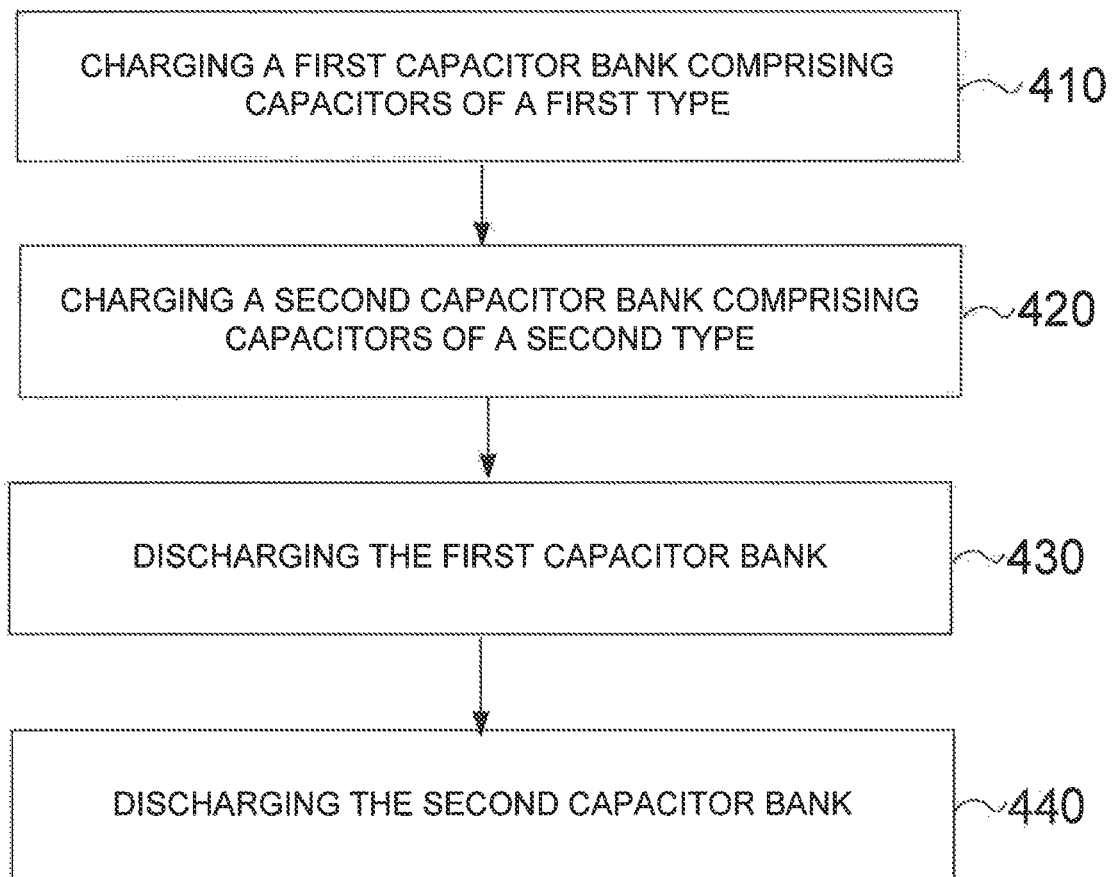 CHARGING A FIRST CAPACITOR BANK COMPRISING
CAPACITORS OF A FIRST TYPE
410
CHARGING A SECOND CAPACITOR BANK COMPRISING
CAPACITORS OF A SECOND TYPE
420
DISCHARGING THE FIRST CAPACITOR BANK
430
DISCHARGING THE SECOND CAPACITOR BANK
440